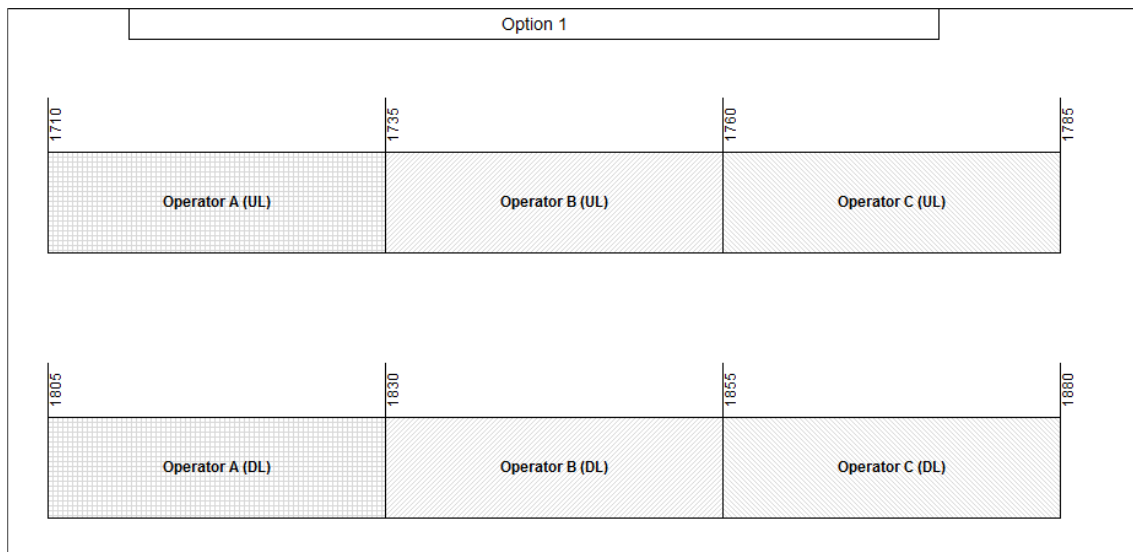 Option 1
1710
1735
1760
1785
Operator A (UL)
Operator B (UL)
Operator C (UL)
1805
1830
1855
1880
Operator A (DL)
Operator B (DL)
Operator C (DL)